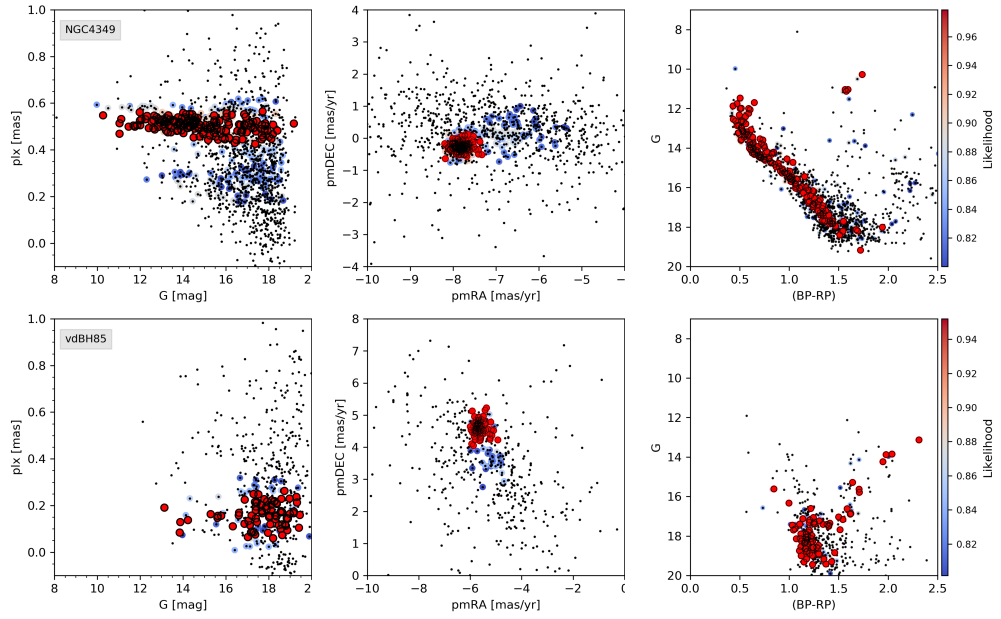 NGC4349
plx [mas]
1.0
0.8
0.6
0.4
0.2
0.0
8 10 12 14 16 18 2
G [mag]
pmDEC [mas/yr]
4
3
2
1
0
−1
−2
−3
−4
−10 −9 −8 −7 −6 −5 −4
pmRA [mas/yr]
G
8
10
12
14
16
18
20
0.0 0.5 1.0 1.5 2.0 2.5
(BP-RP)
0.96
0.94
0.92
0.90
0.88
0.86
0.84
0.82
Likelihood
vdBH85
plx [mas]
1.0
0.8
0.6
0.4
0.2
0.0
8 10 12 14 16 18 20
G [mag]
pmDEC [mas/yr]
8
7
6
5
4
3
2
1
0
−10 −8 −6 −4 −2 0
pmRA [mas/yr]
G
8
10
12
14
16
18
20
0.0 0.5 1.0 1.5 2.0 2.5
(BP-RP)
0.94
0.92
0.90
0.88
0.86
0.84
0.82
Likelihood